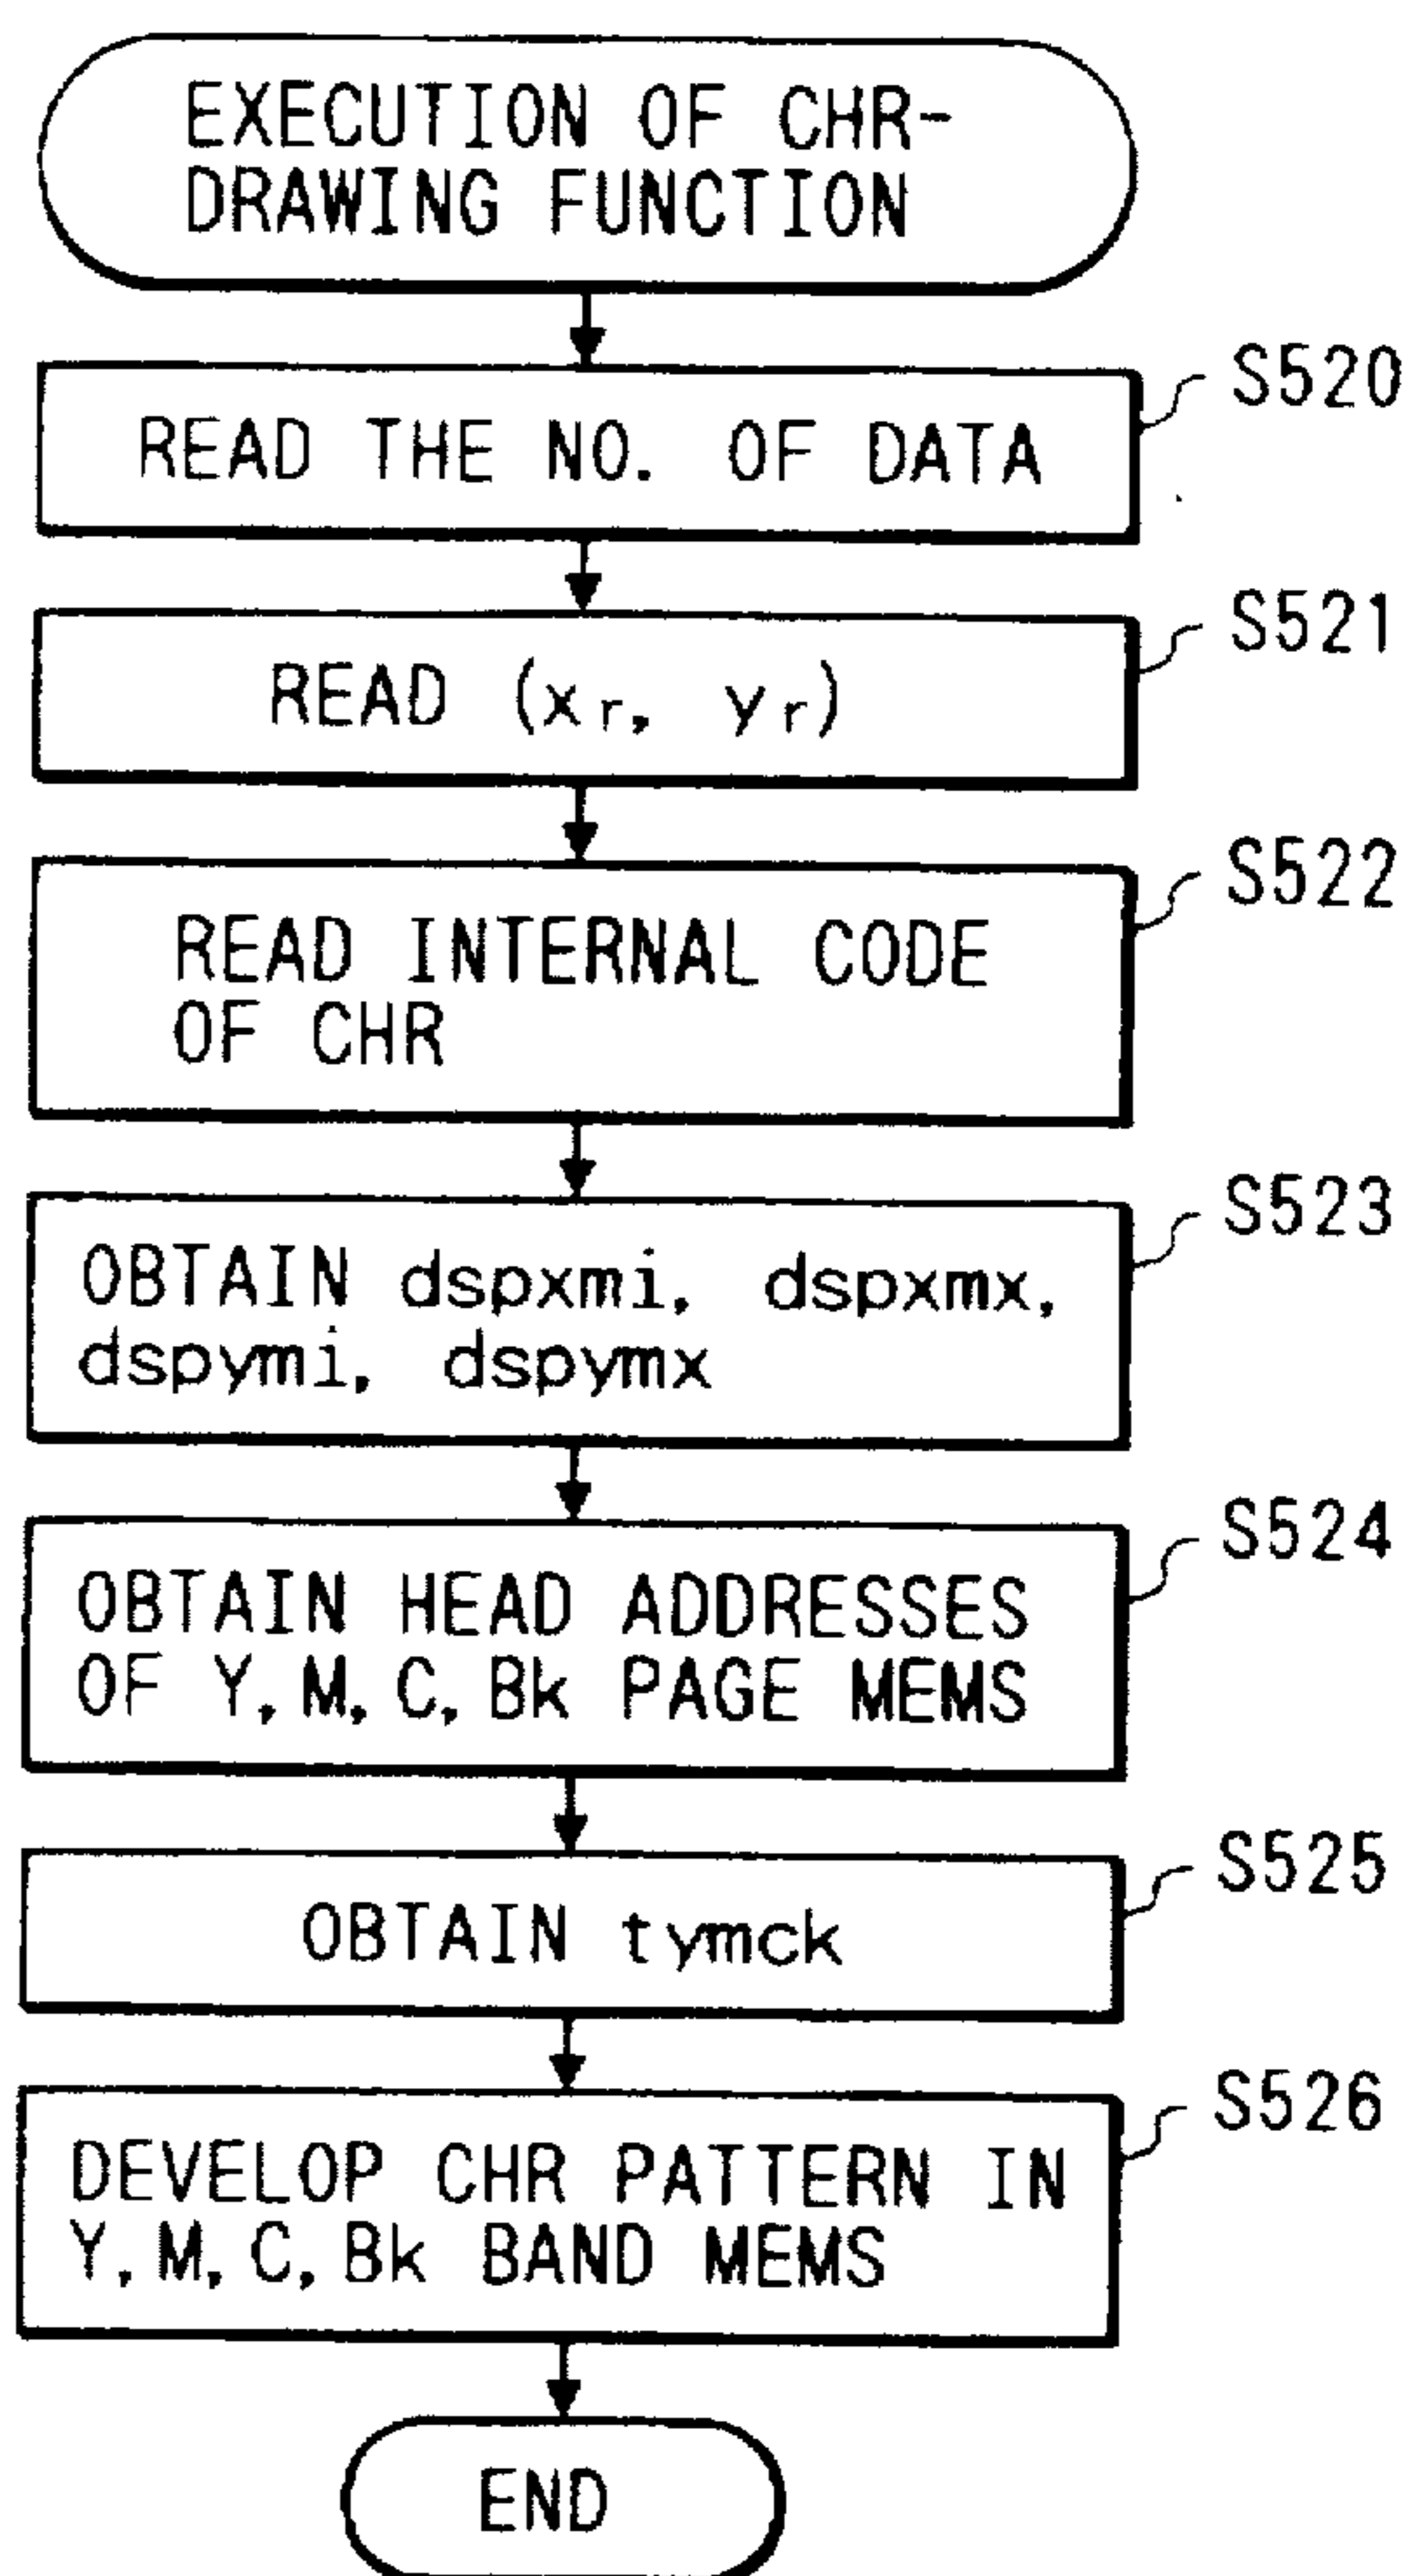 EXECUTION OF CHR-
DRAWING FUNCTION
S520
READ THE NO. OF DATA
S521
READ (xr, yr)
S522
READ INTERNAL CODE
OF CHR
S523
OBTAIN dspxmi, dspxmx,
dspymi, dspymx
S524
OBTAIN HEAD ADDRESSES
OF Y, M, C, Bk PAGE MEMS
S525
OBTAIN tymck
S526
DEVELOP CHR PATTERN IN
Y, M, C, Bk BAND MEMS
END